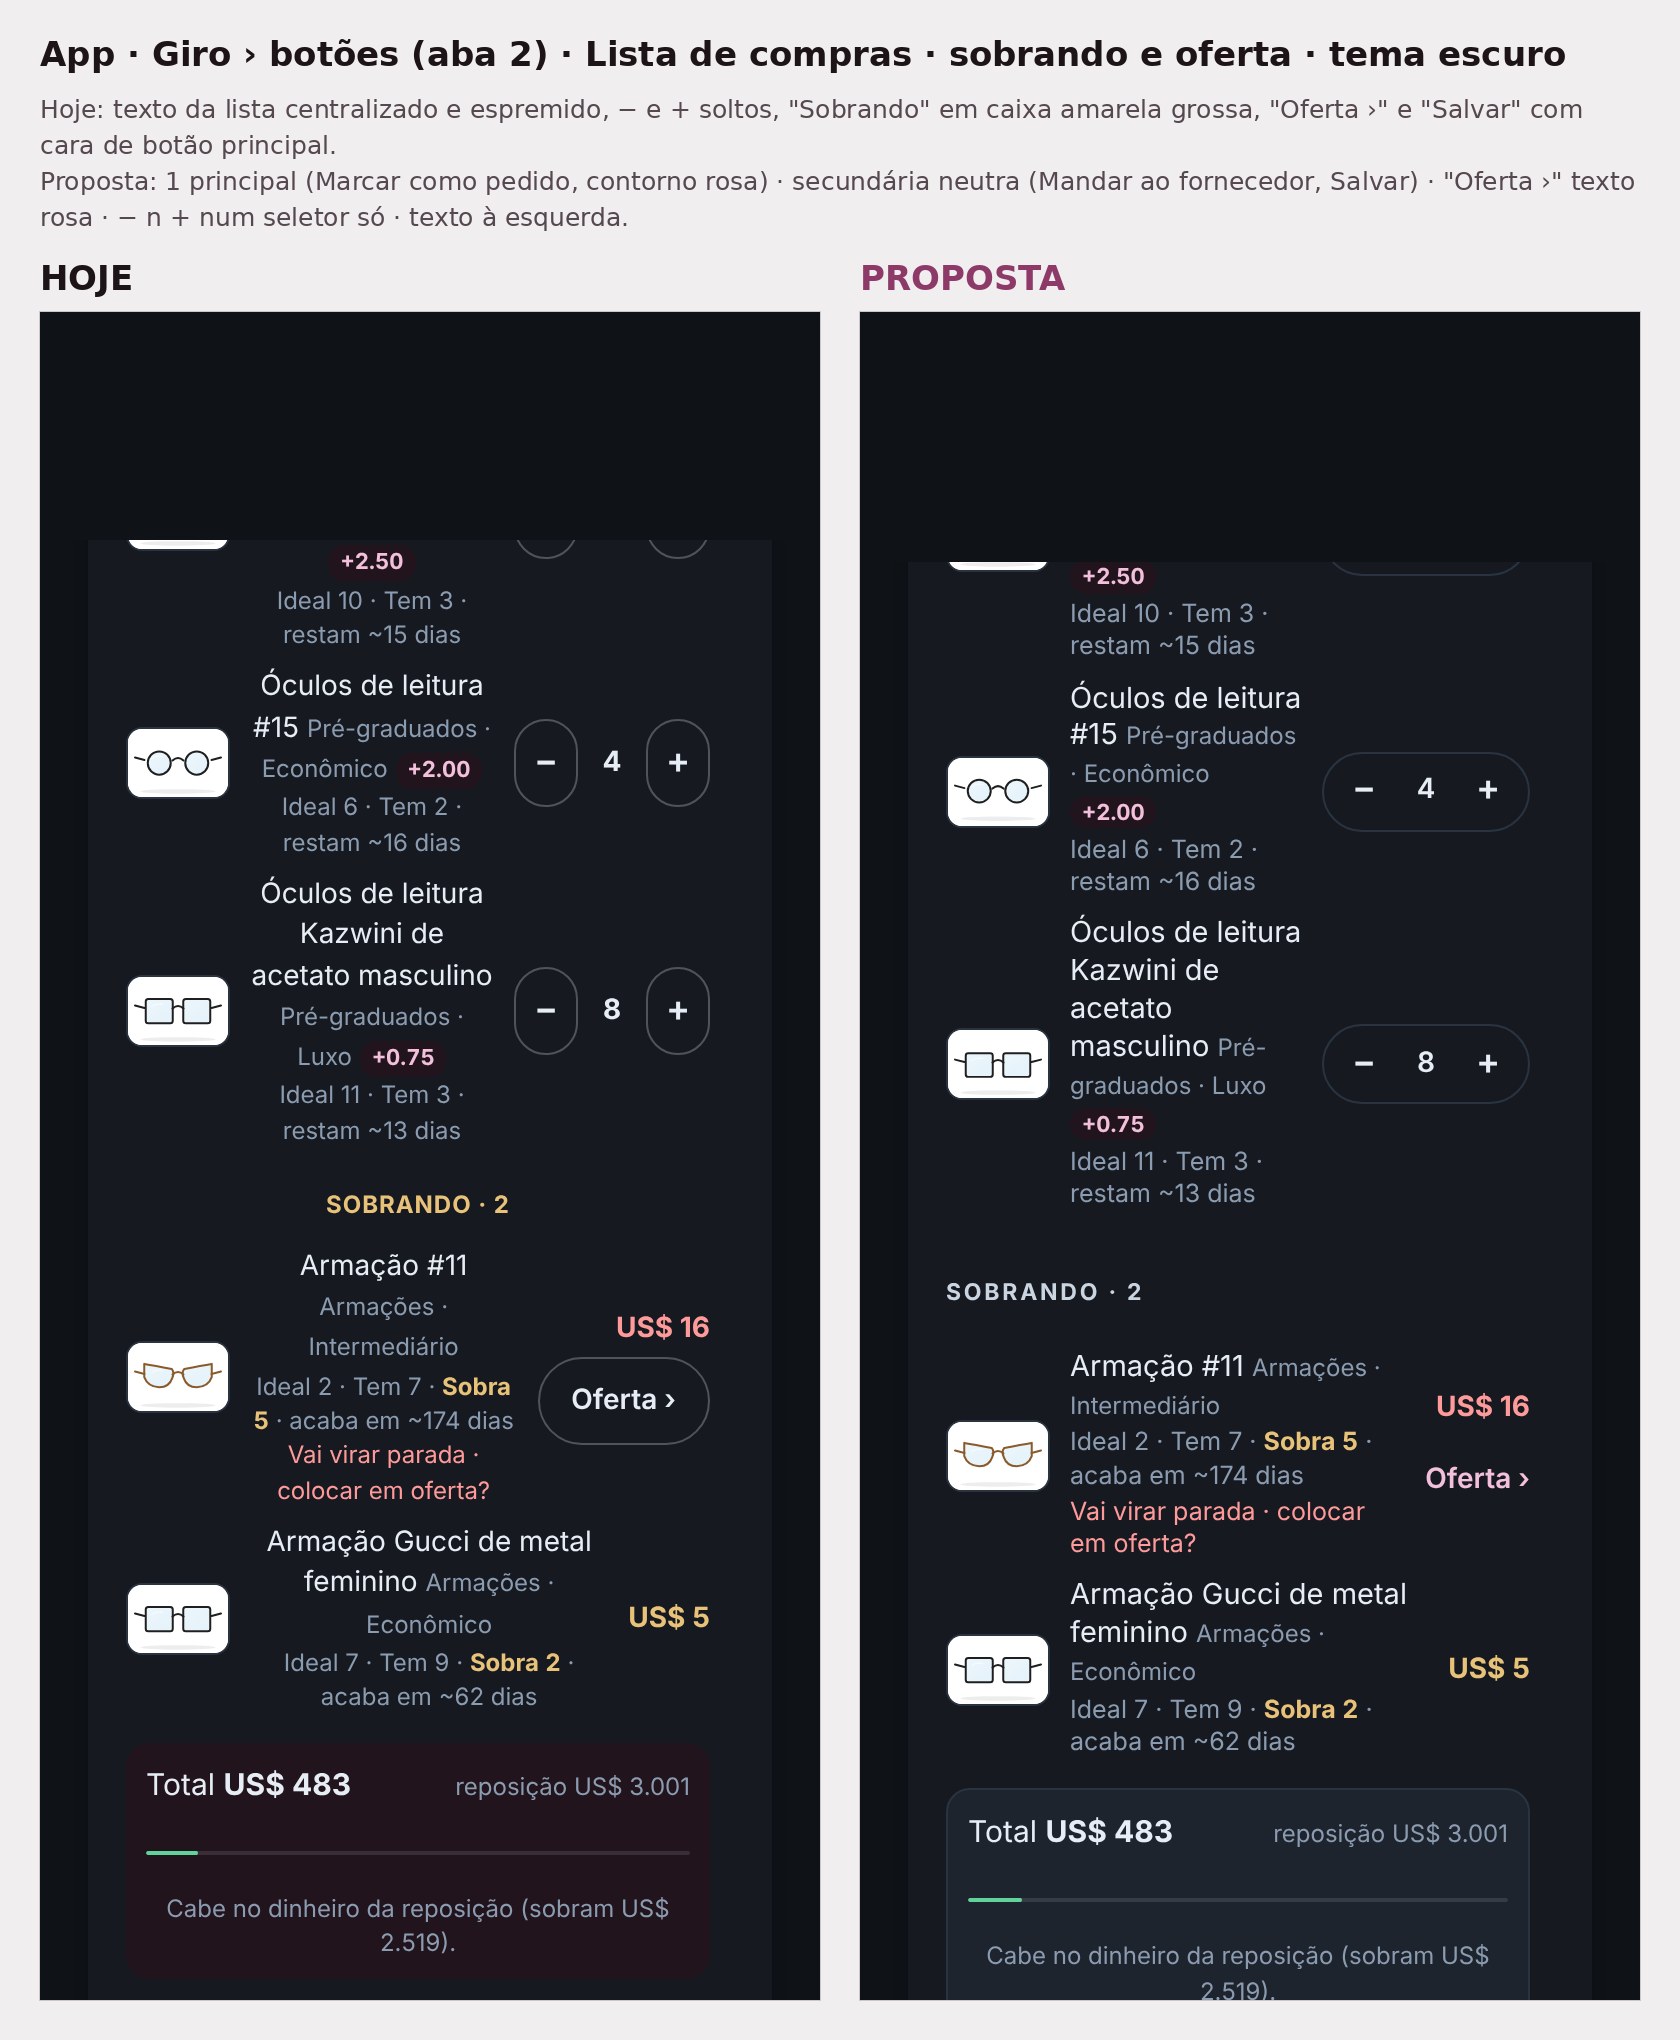 App · Giro › botões (aba 2) · Lista de compras · sobrando e oferta · tema escuro
Hoje: texto da lista centralizado e espremido, − e + soltos, "Sobrando" em caixa amarela grossa, "Oferta ›" e "Salvar" com
cara de botão principal.
Proposta: 1 principal (Marcar como pedido, contorno rosa) · secundária neutra (Mandar ao fornecedor, Salvar) · "Oferta ›" texto
rosa · − n + num seletor só · texto à esquerda.
HOJE
+2.50
Ideal 10 · Tem 3 ·
restam ~15 dias
Óculos de leitura
#15 Pré-graduados ·
Econômico +2.00
Ideal 6 · Tem 2 ·
restam ~16 dias
− 4 +
Óculos de leitura
Kazwini de
acetato masculino
Pré-graduados ·
Luxo +0.75
Ideal 11 · Tem 3 ·
restam ~13 dias
− 8 +
SOBRANDO · 2
Armação #11
Armações ·
Intermediário
Ideal 2 · Tem 7 · Sobra
5 · acaba em ~174 dias
Vai virar parada ·
colocar em oferta?
US$ 16
Oferta ›
Armação Gucci de metal
feminino Armações ·
Econômico
Ideal 7 · Tem 9 · Sobra 2 ·
acaba em ~62 dias
US$ 5
Total US$ 483
reposição US$ 3.001
Cabe no dinheiro da reposição (sobram US$
2.519).
PROPOSTA
+2.50
Ideal 10 · Tem 3 ·
restam ~15 dias
Óculos de leitura
#15 Pré-graduados
· Econômico
+2.00
Ideal 6 · Tem 2 ·
restam ~16 dias
− 4 +
Óculos de leitura
Kazwini de
acetato
masculino Pré-
graduados · Luxo
+0.75
Ideal 11 · Tem 3 ·
restam ~13 dias
− 8 +
SOBRANDO · 2
Armação #11 Armações ·
Intermediário
Ideal 2 · Tem 7 · Sobra 5 ·
acaba em ~174 dias
Vai virar parada · colocar
em oferta?
US$ 16
Oferta ›
Armação Gucci de metal
feminino Armações ·
Econômico
Ideal 7 · Tem 9 · Sobra 2 ·
acaba em ~62 dias
US$ 5
Total US$ 483
reposição US$ 3.001
Cabe no dinheiro da reposição (sobram US$
2.519).